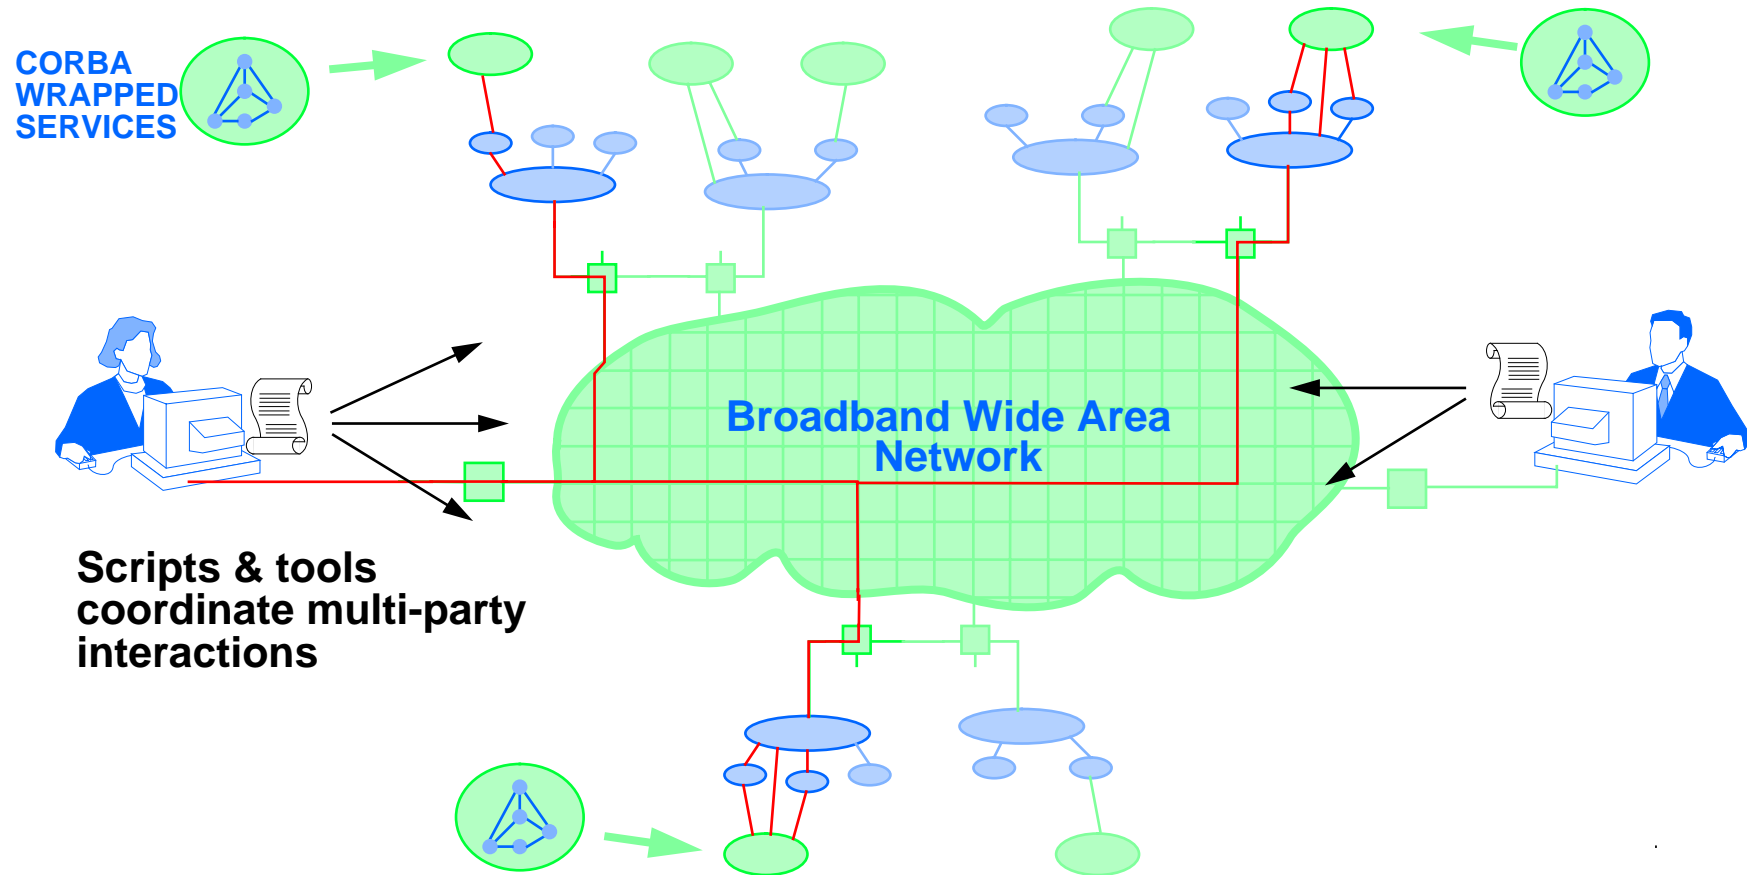 CORBA
WRAPPED
SERVICES
Broadband Wide Area
Network
Scripts & tools
coordinate multi-party
interactions